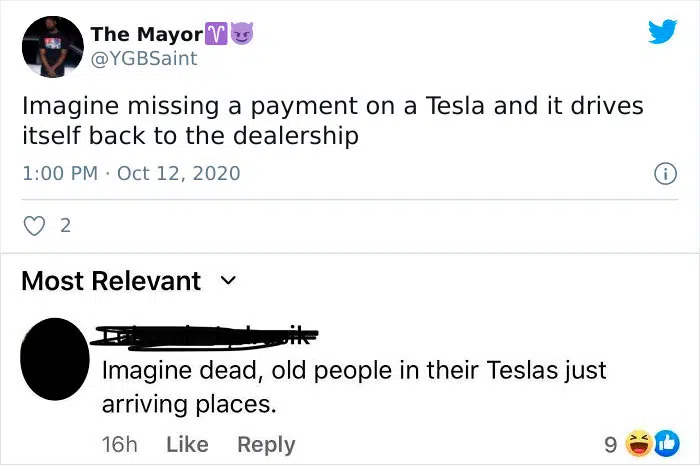 The Mayor♈😈
@YGBSaint
Imagine missing a payment on a Tesla and it drives
itself back to the dealership
1:00 PM · Oct 12, 2020
2
Most Relevant
Imagine dead, old people in their Teslas just
arriving places.
16h Like Reply 9